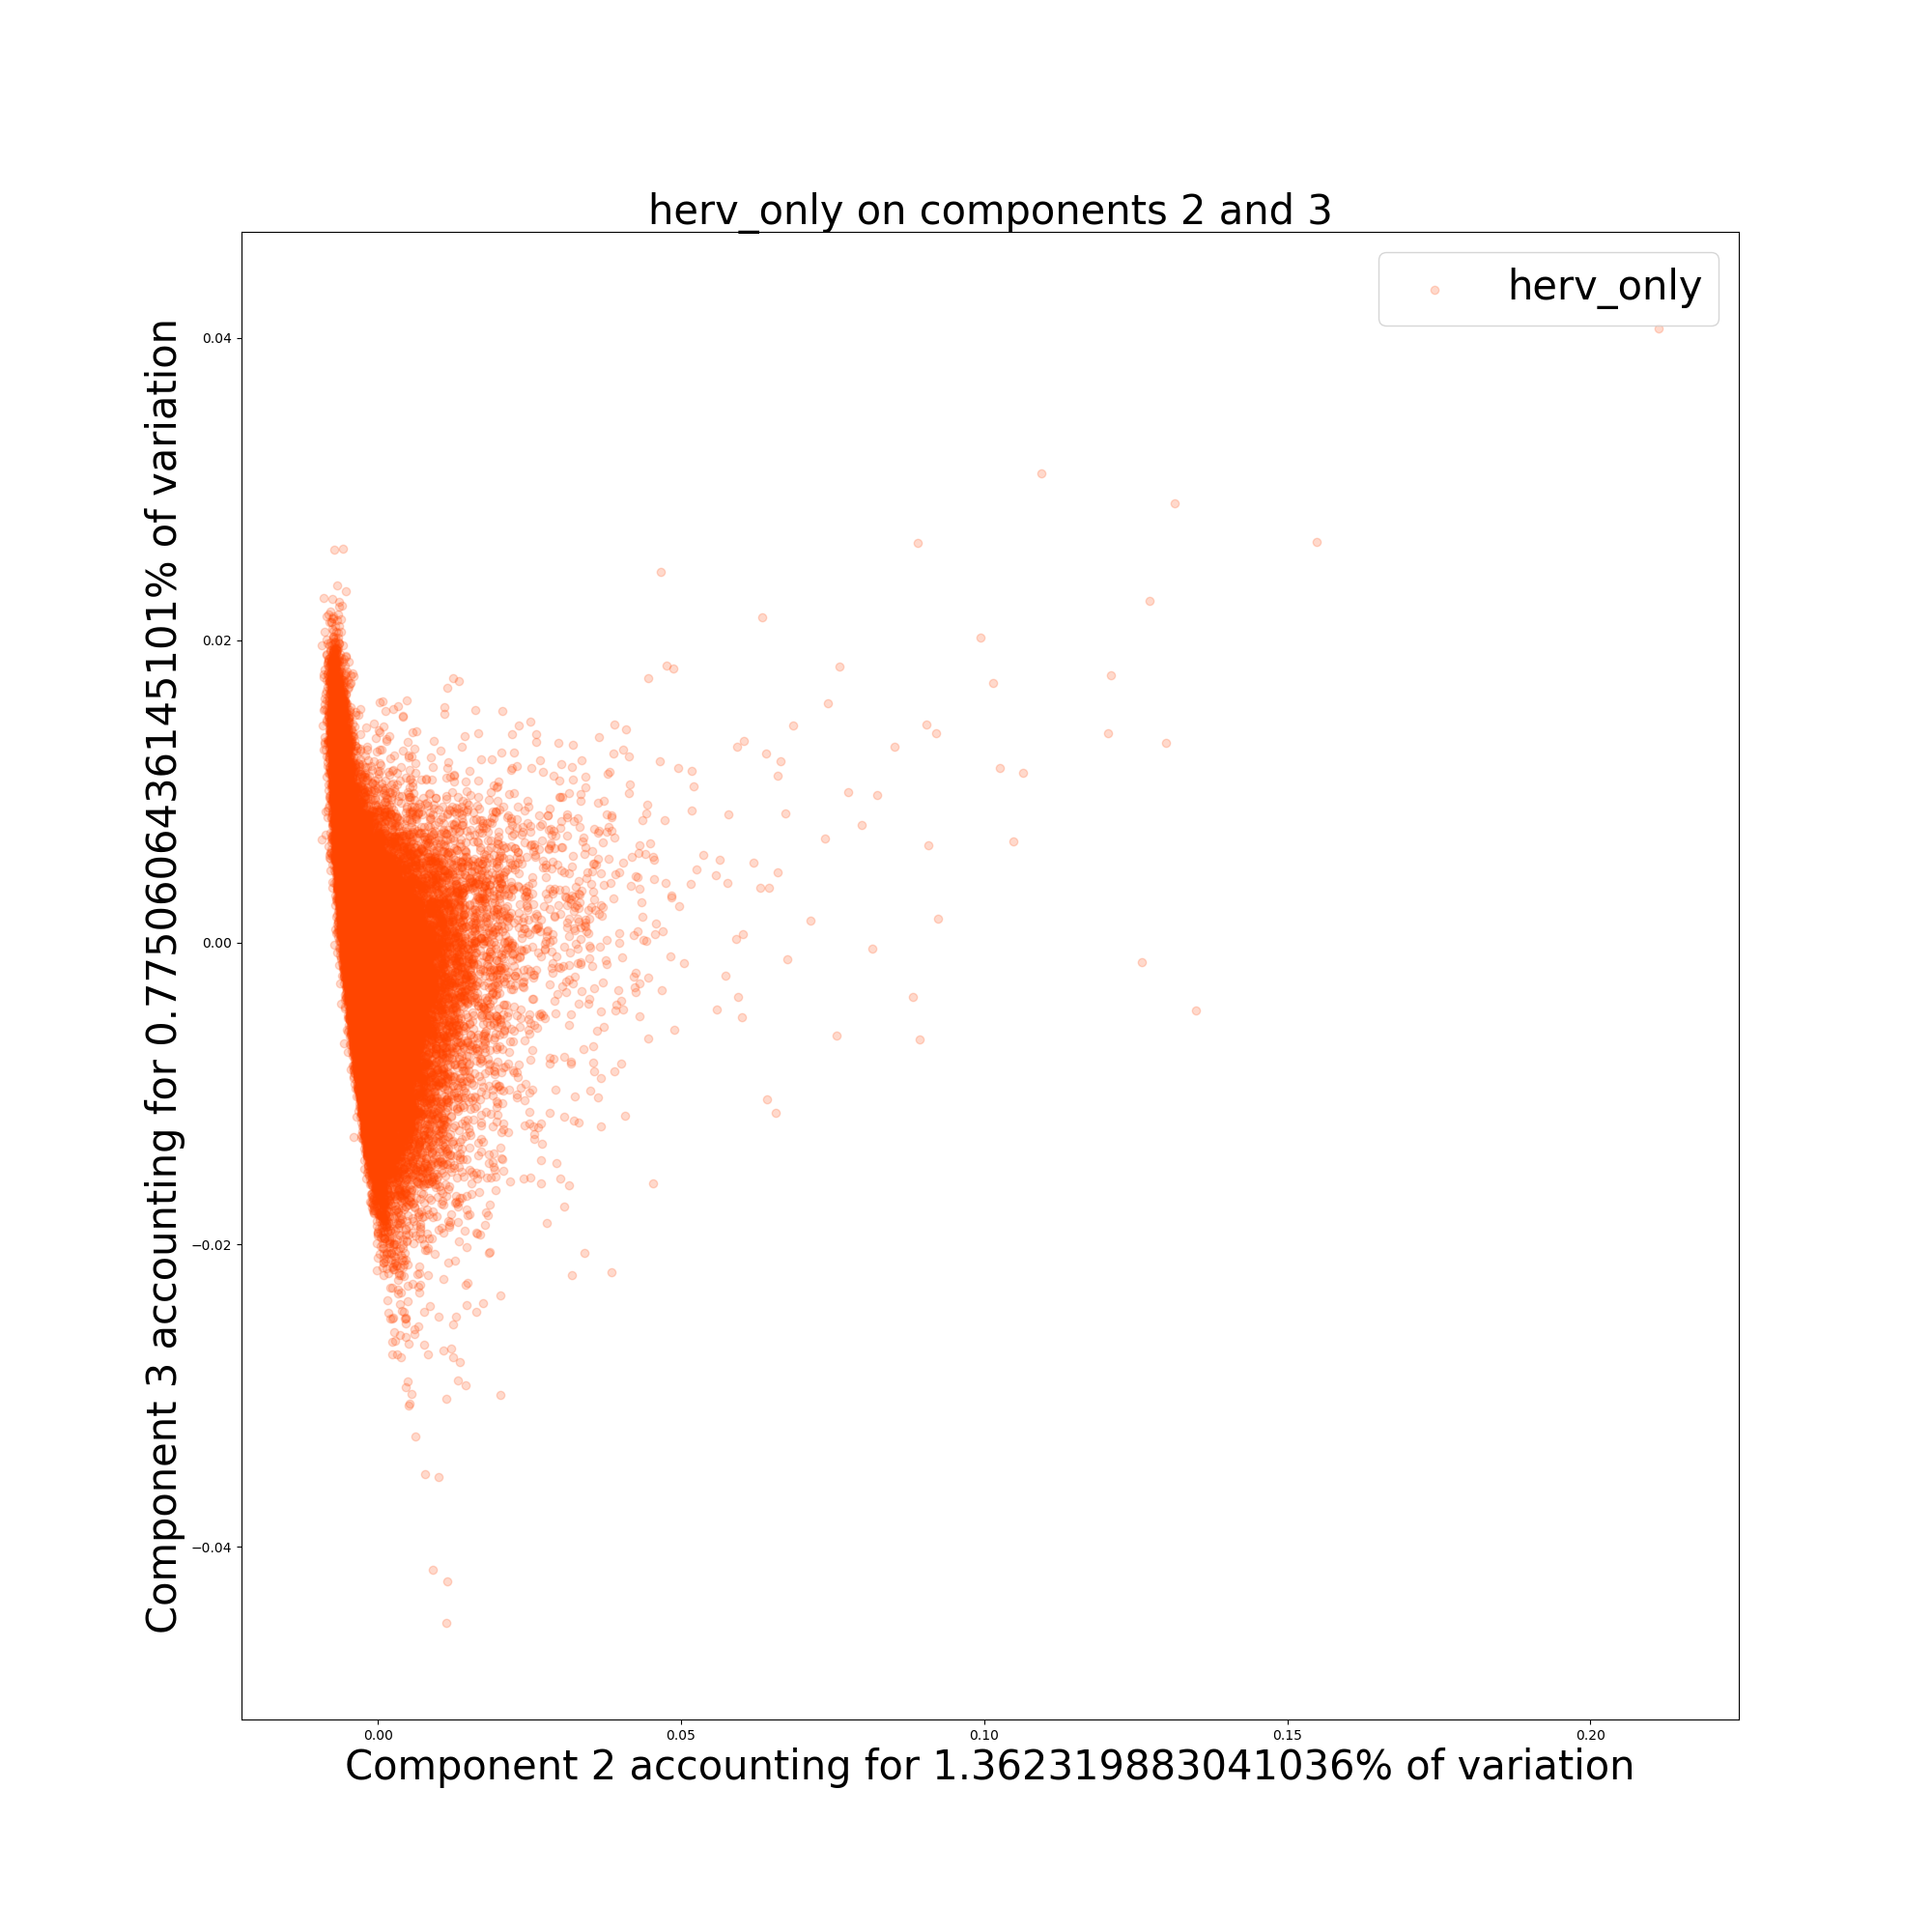 herv_only on components 2 and 3
herv_only
Component 3 accounting for 0.7750606436145101% of variation
0.04
0.02
0.00
−0.02
−0.04
0.00
0.05
0.10
0.15
0.20
Component 2 accounting for 1.362319883041036% of variation